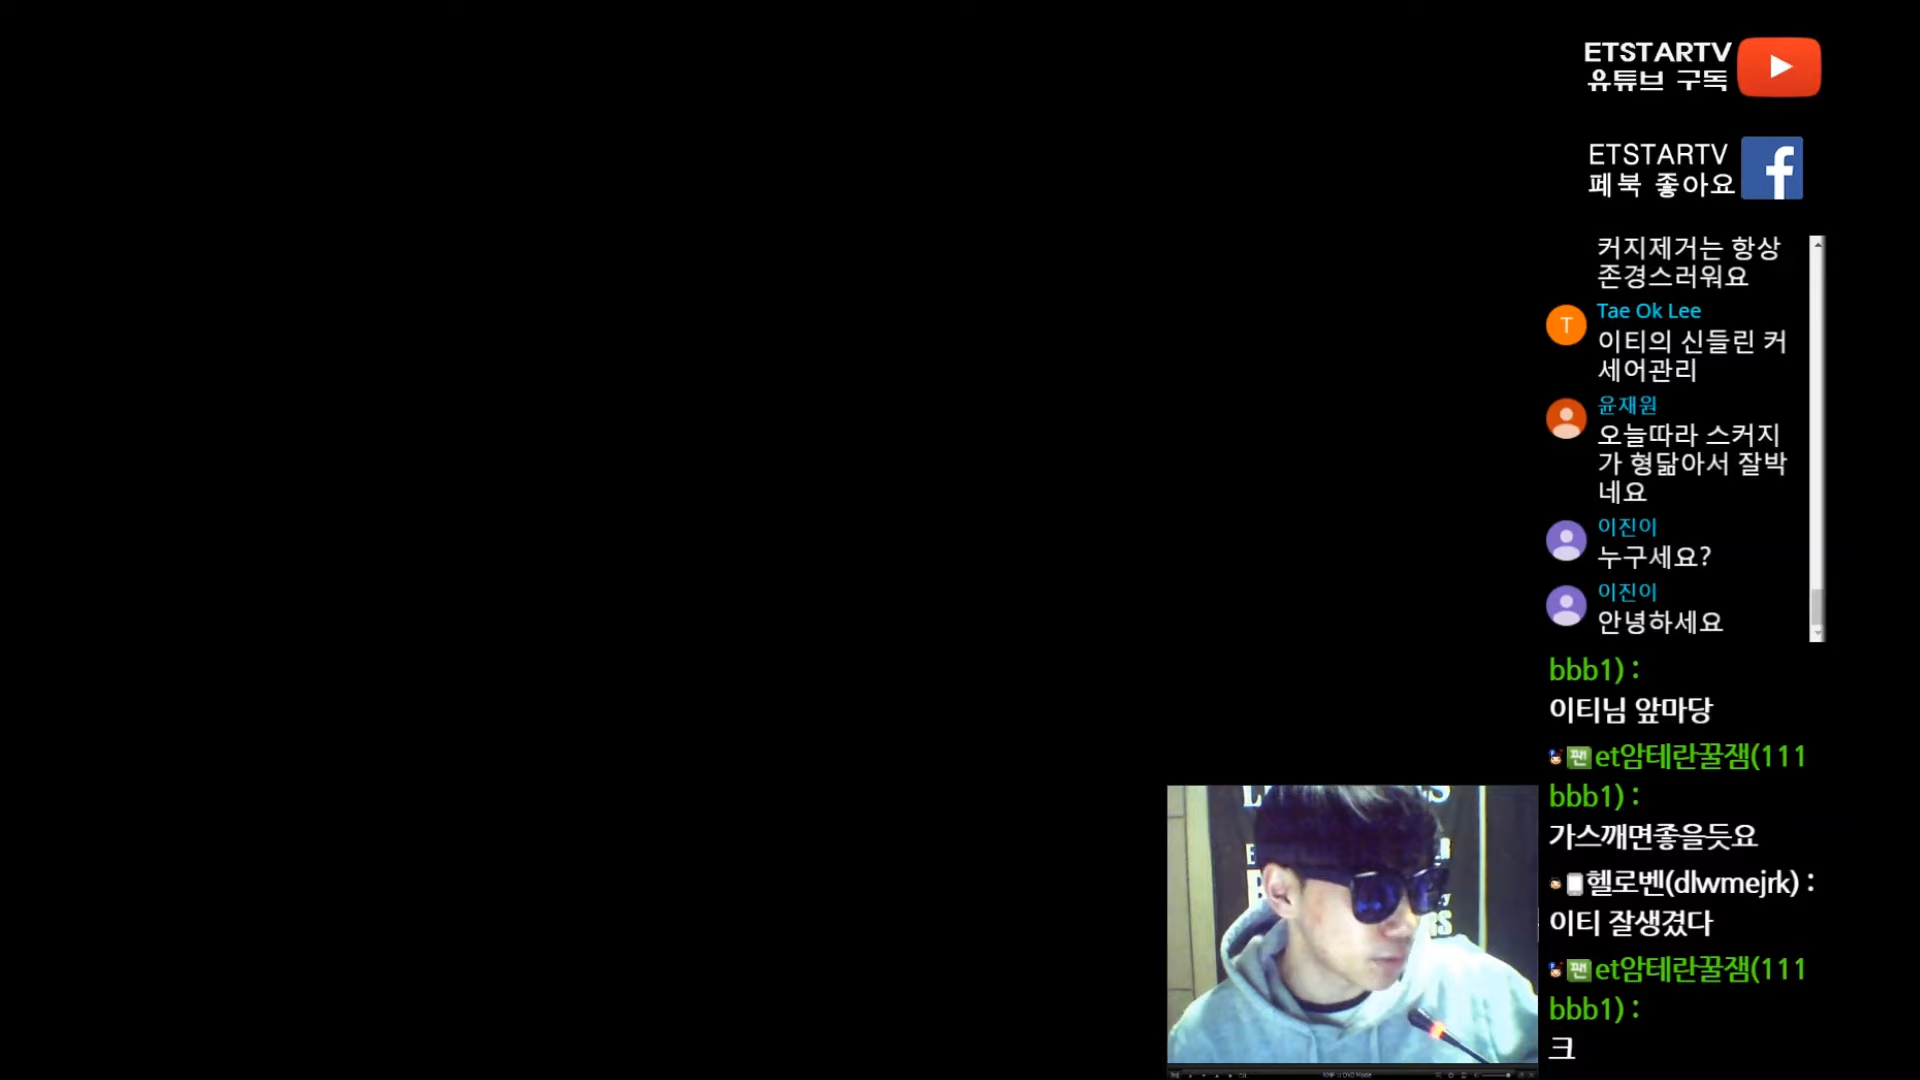 ETSTARTV
유튜브 구독
ETSTARTV
페북 좋아요
커지제거는 항상
존경스러워요
T
Tae Ok Lee
이티의 신들린 커
세어관리
윤재원
오늘따라 스커지
가 형닮아서 잘박
네요
이진이
누구세요?
이진이
안녕하세요
bbb1) :
이티님 앞마당
팬 et암테란꿀잼(111
bbb1) :
가스깨면좋을듯요
헬로벤(dlwmejrk) :
이티 잘생겼다
팬 et암테란꿀잼(111
bbb1) :
크